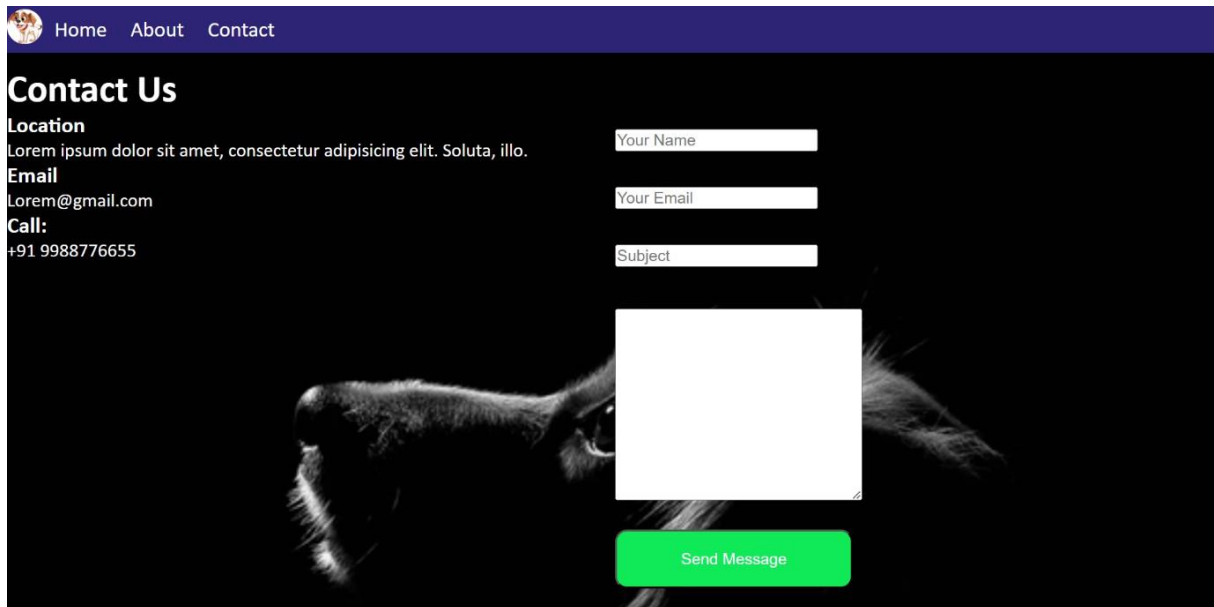 Home About Contact
Contact Us
Location
Lorem ipsum dolor sit amet, consectetur adipisicing elit. Soluta, illo.
Email
Lorem@gmail.com
Call:
+91 9988776655
Your Name
Your Email
Subject
Send Message